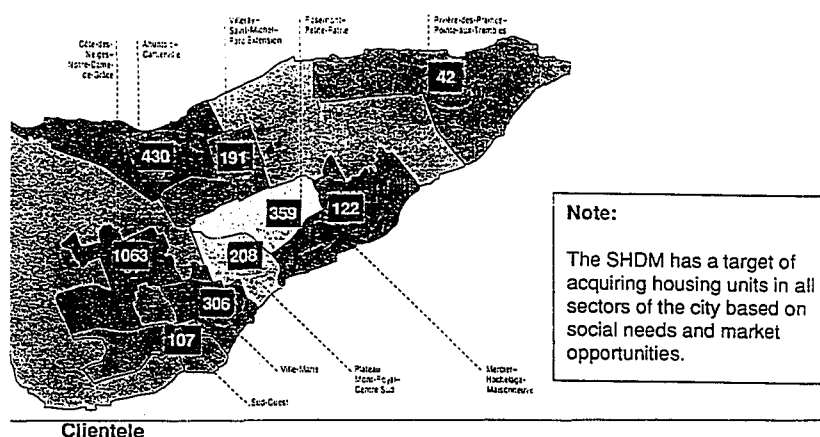 Villeray–
Saint-Michel–
Parc Extension
Rosemont–
Petite-Patrie
Rivière-des-Prairies–
Pointe-aux-Trembles
Côte-des-
Neiges–
Notre-Dame-
de-Grâce
Ahuntsic–
Cartierville
42
430
191
359
122
1063
208
306
107
Note:
The SHDM has a target of
acquiring housing units in all
sectors of the city based on
social needs and market
opportunities.
Ville-Marie
Plateau
Mont-Royal–
Centre Sud
Mercier–
Hochelaga–
Maisonneuve
Sud-Ouest
Clientele